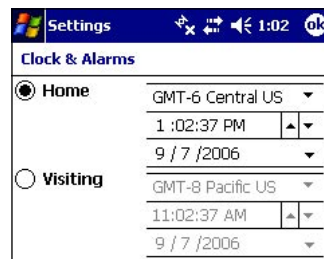 Settings 1:02 ok
Clock & Alarms
Home GMT-6 Central US
1 :02:37 PM
9 / 7 /2006
Visiting GMT-8 Pacific US
11:02:37 AM
9 / 7 /2006